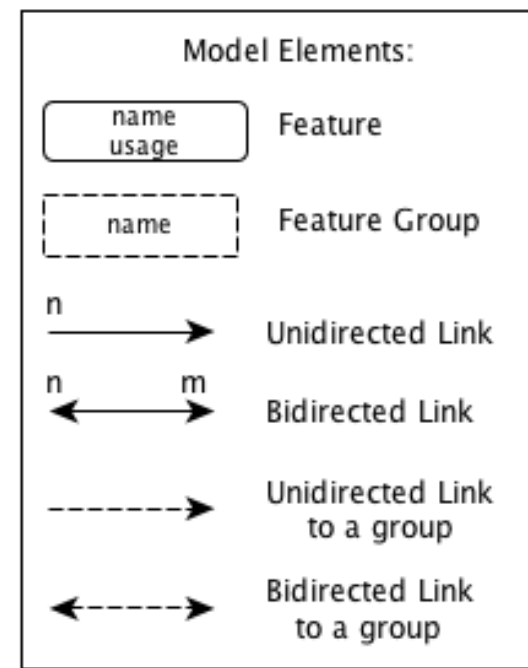 Model Elements:
name
usage
Feature
name
Feature Group
n
Unidirected Link
n m
Bidirected Link
Unidirected Link
to a group
Bidirected Link
to a group